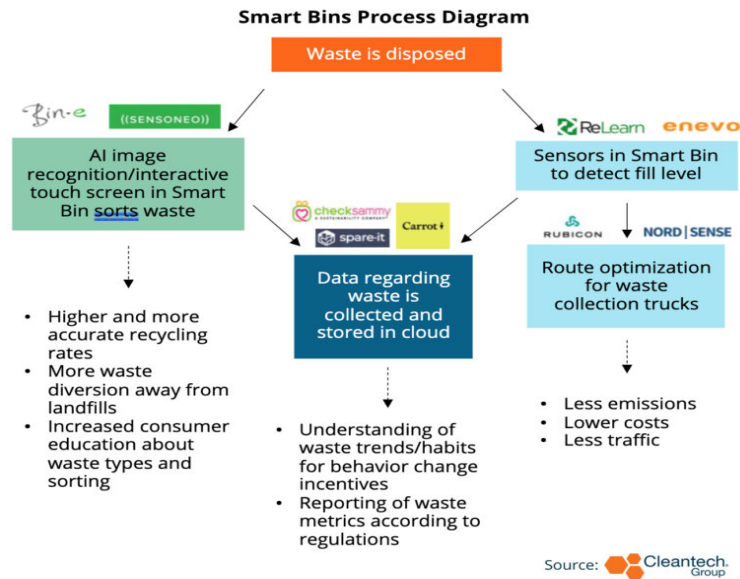 Smart Bins Process Diagram
Waste is disposed
Bin-e
((SENSONEO))
AI image
recognition/interactive
touch screen in Smart
Bin sorts waste
• Higher and more
accurate recycling
rates
• More waste
diversion away from
landfills
• Increased consumer
education about
waste types and
sorting
checksammy
A SUSTAINABILITY COMPANY
spare-it
Carrot
Data regarding
waste is
collected and
stored in cloud
• Understanding of
waste trends/habits
for behavior change
incentives
• Reporting of waste
metrics according to
regulations
ReLearn
enevo
Sensors in Smart Bin
to detect fill level
RUBICON
NORD|SENSE
Route optimization
for waste
collection trucks
• Less emissions
• Lower costs
• Less traffic
Source: Cleantech
Group